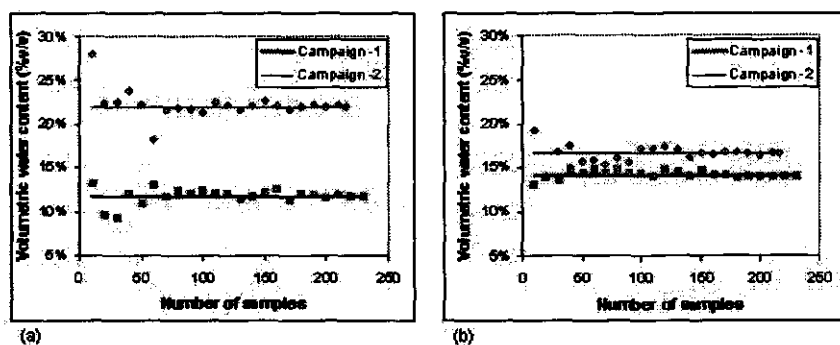 30%
25%
20%
15%
10%
5%
Volumetric water content (%v/v)
Campaign -1
Campaign -2
0 50 100 150 200 250
Number of samples
(a)
30%
25%
20%
15%
10%
5%
Volumetric water content (%v/v)
Campaign -1
Campaign -2
0 50 100 150 200 250
Number of samples
(b)